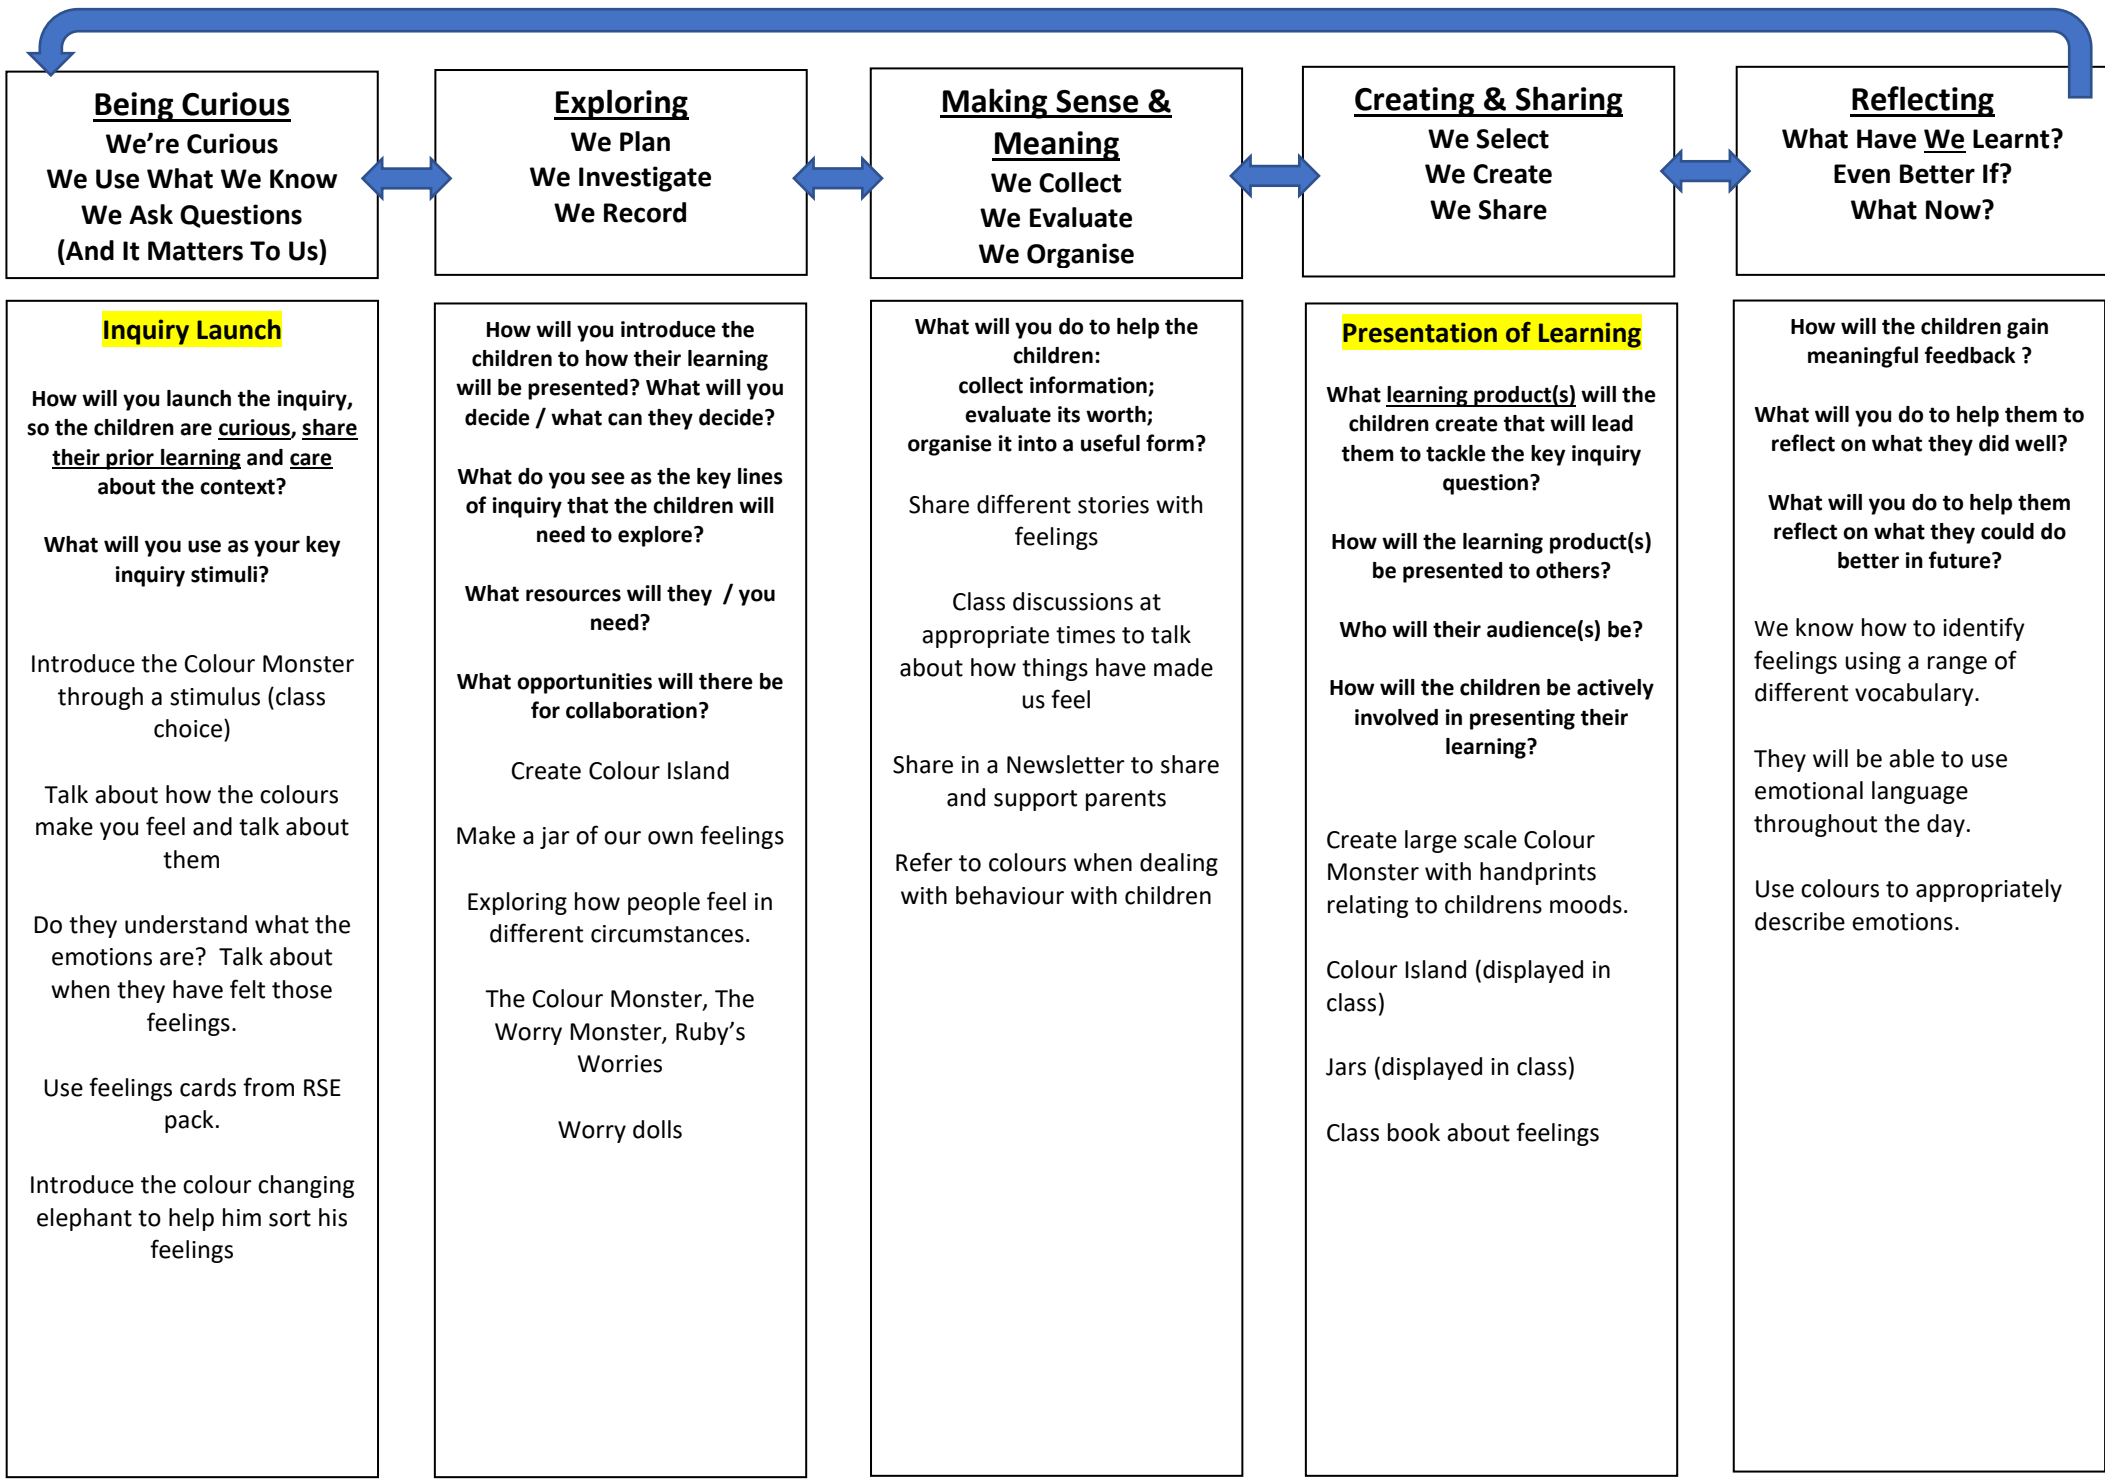 Being Curious
We're Curious
We Use What We Know
We Ask Questions
(And It Matters To Us)
Exploring
We Plan
We Investigate
We Record
Making Sense &
Meaning
We Collect
We Evaluate
We Organise
Creating & Sharing
We Select
We Create
We Share
Reflecting
What Have We Learnt?
Even Better If?
What Now?
Inquiry Launch
How will you launch the inquiry,
so the children are curious, share
their prior learning and care
about the context?
What will you use as your key
inquiry stimuli?
Introduce the Colour Monster
through a stimulus (class
choice)
Talk about how the colours
make you feel and talk about
them
Do they understand what the
emotions are?  Talk about
when they have felt those
feelings.
Use feelings cards from RSE
pack.
Introduce the colour changing
elephant to help him sort his
feelings
How will you introduce the
children to how their learning
will be presented? What will you
decide / what can they decide?
What do you see as the key lines
of inquiry that the children will
need to explore?
What resources will they  / you
need?
What opportunities will there be
for collaboration?
Create Colour Island
Make a jar of our own feelings
Exploring how people feel in
different circumstances.
The Colour Monster, The
Worry Monster, Ruby's
Worries
Worry dolls
What will you do to help the
children:
collect information;
evaluate its worth;
organise it into a useful form?
Share different stories with
feelings
Class discussions at
appropriate times to talk
about how things have made
us feel
Share in a Newsletter to share
and support parents
Refer to colours when dealing
with behaviour with children
Presentation of Learning
What learning product(s) will the
children create that will lead
them to tackle the key inquiry
question?
How will the learning product(s)
be presented to others?
Who will their audience(s) be?
How will the children be actively
involved in presenting their
learning?
Create large scale Colour
Monster with handprints
relating to childrens moods.
Colour Island (displayed in
class)
Jars (displayed in class)
Class book about feelings
How will the children gain
meaningful feedback ?
What will you do to help them to
reflect on what they did well?
What will you do to help them
reflect on what they could do
better in future?
We know how to identify
feelings using a range of
different vocabulary.
They will be able to use
emotional language
throughout the day.
Use colours to appropriately
describe emotions.